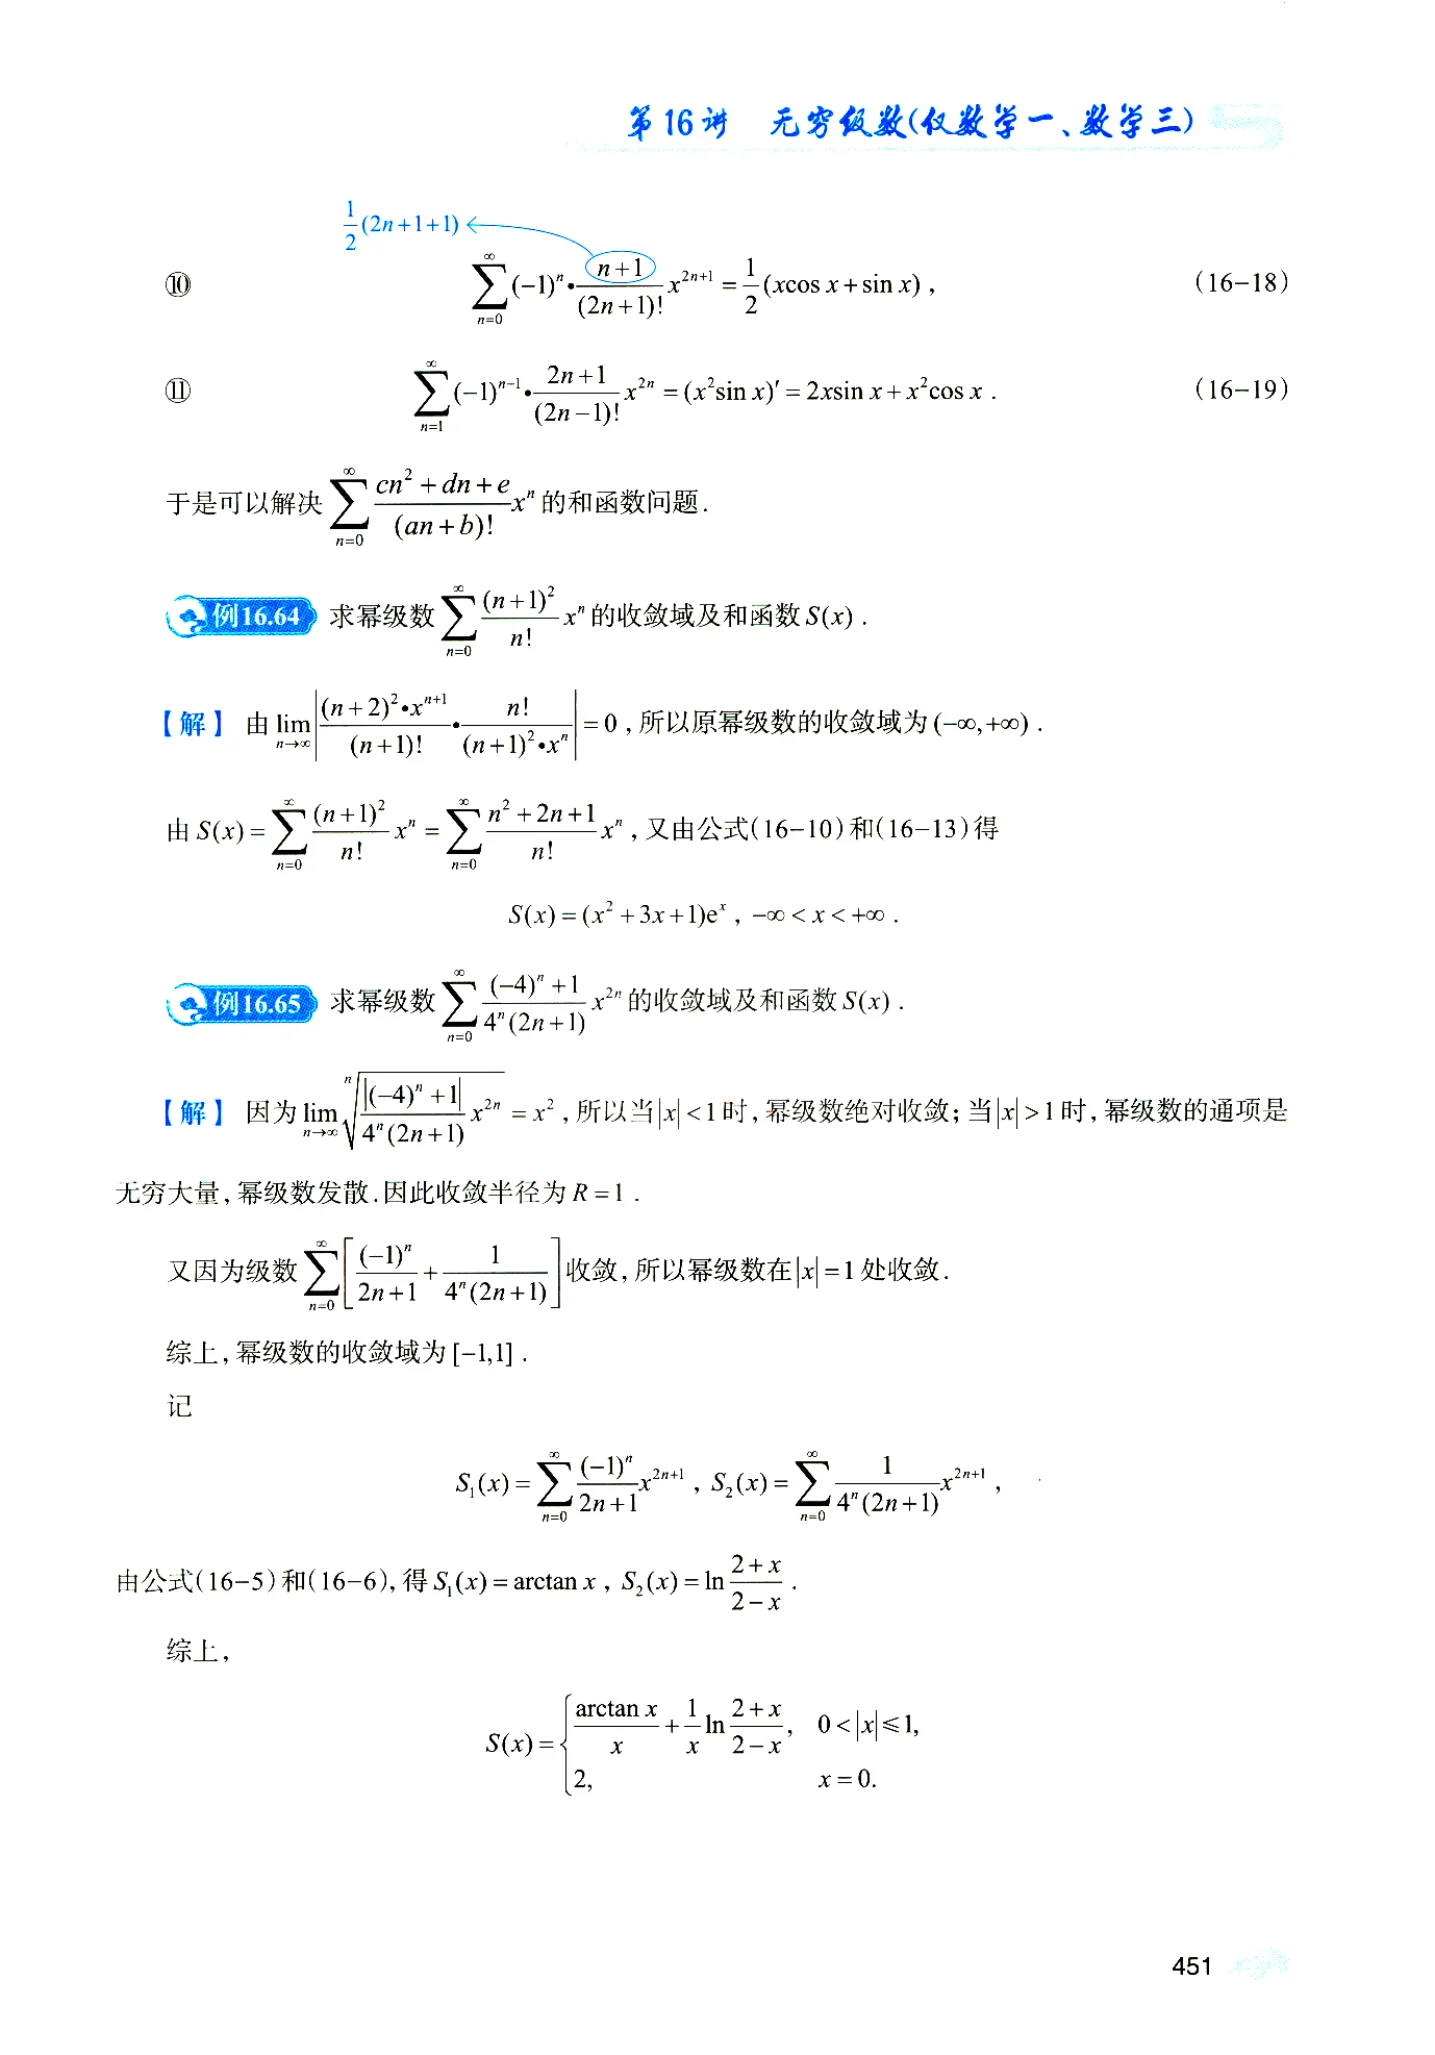 第16讲 无穷级数(仅数学一、数学三)
$\frac{1}{2}(2n+1+1)$
⑩ $\sum_{n=0}^{\infty}(-1)^n\cdot\frac{n+1}{(2n+1)!}x^{2n+1}=\frac{1}{2}(x\cos x+\sin x)$, (16-18)
⑪ $\sum_{n=1}^{\infty}(-1)^{n-1}\cdot\frac{2n+1}{(2n-1)!}x^{2n}=(x^2\sin x)'=2x\sin x+x^2\cos x$. (16-19)
于是可以解决$\sum_{n=0}^{\infty}\frac{cn^2+dn+e}{(an+b)!}x^n$的和函数问题.
例16.64 求幂级数$\sum_{n=0}^{\infty}\frac{(n+1)^2}{n!}x^n$的收敛域及和函数$S(x)$.
【解】 由$\lim_{n\to\infty}\left|\frac{(n+2)^2\cdot x^{n+1}}{(n+1)!}\cdot\frac{n!}{(n+1)^2\cdot x^n}\right|=0$,所以原幂级数的收敛域为$(-\infty,+\infty)$.
由$S(x)=\sum_{n=0}^{\infty}\frac{(n+1)^2}{n!}x^n=\sum_{n=0}^{\infty}\frac{n^2+2n+1}{n!}x^n$,又由公式(16-10)和(16-13)得
$S(x)=(x^2+3x+1)e^x$, $-\infty<x<+\infty$.
例16.65 求幂级数$\sum_{n=0}^{\infty}\frac{(-4)^n+1}{4^n(2n+1)}x^{2n}$的收敛域及和函数$S(x)$.
【解】 因为$\lim_{n\to\infty}\sqrt[n]{\frac{|(-4)^n+1|}{4^n(2n+1)}x^{2n}}=x^2$,所以当$|x|<1$时,幂级数绝对收敛;当$|x|>1$时,幂级数的通项是
无穷大量,幂级数发散.因此收敛半径为$R=1$.
又因为级数$\sum_{n=0}^{\infty}\left[\frac{(-1)^n}{2n+1}+\frac{1}{4^n(2n+1)}\right]$收敛,所以幂级数在$|x|=1$处收敛.
综上,幂级数的收敛域为$[-1,1]$.
记
$S_1(x)=\sum_{n=0}^{\infty}\frac{(-1)^n}{2n+1}x^{2n+1}$, $S_2(x)=\sum_{n=0}^{\infty}\frac{1}{4^n(2n+1)}x^{2n+1}$,
由公式(16-5)和(16-6),得$S_1(x)=\arctan x$, $S_2(x)=\ln\frac{2+x}{2-x}$.
综上,
$S(x)=\begin{cases}\frac{\arctan x}{x}+\frac{1}{x}\ln\frac{2+x}{2-x}, & 0<|x|\leqslant 1,\\ 2, & x=0.\end{cases}$
451